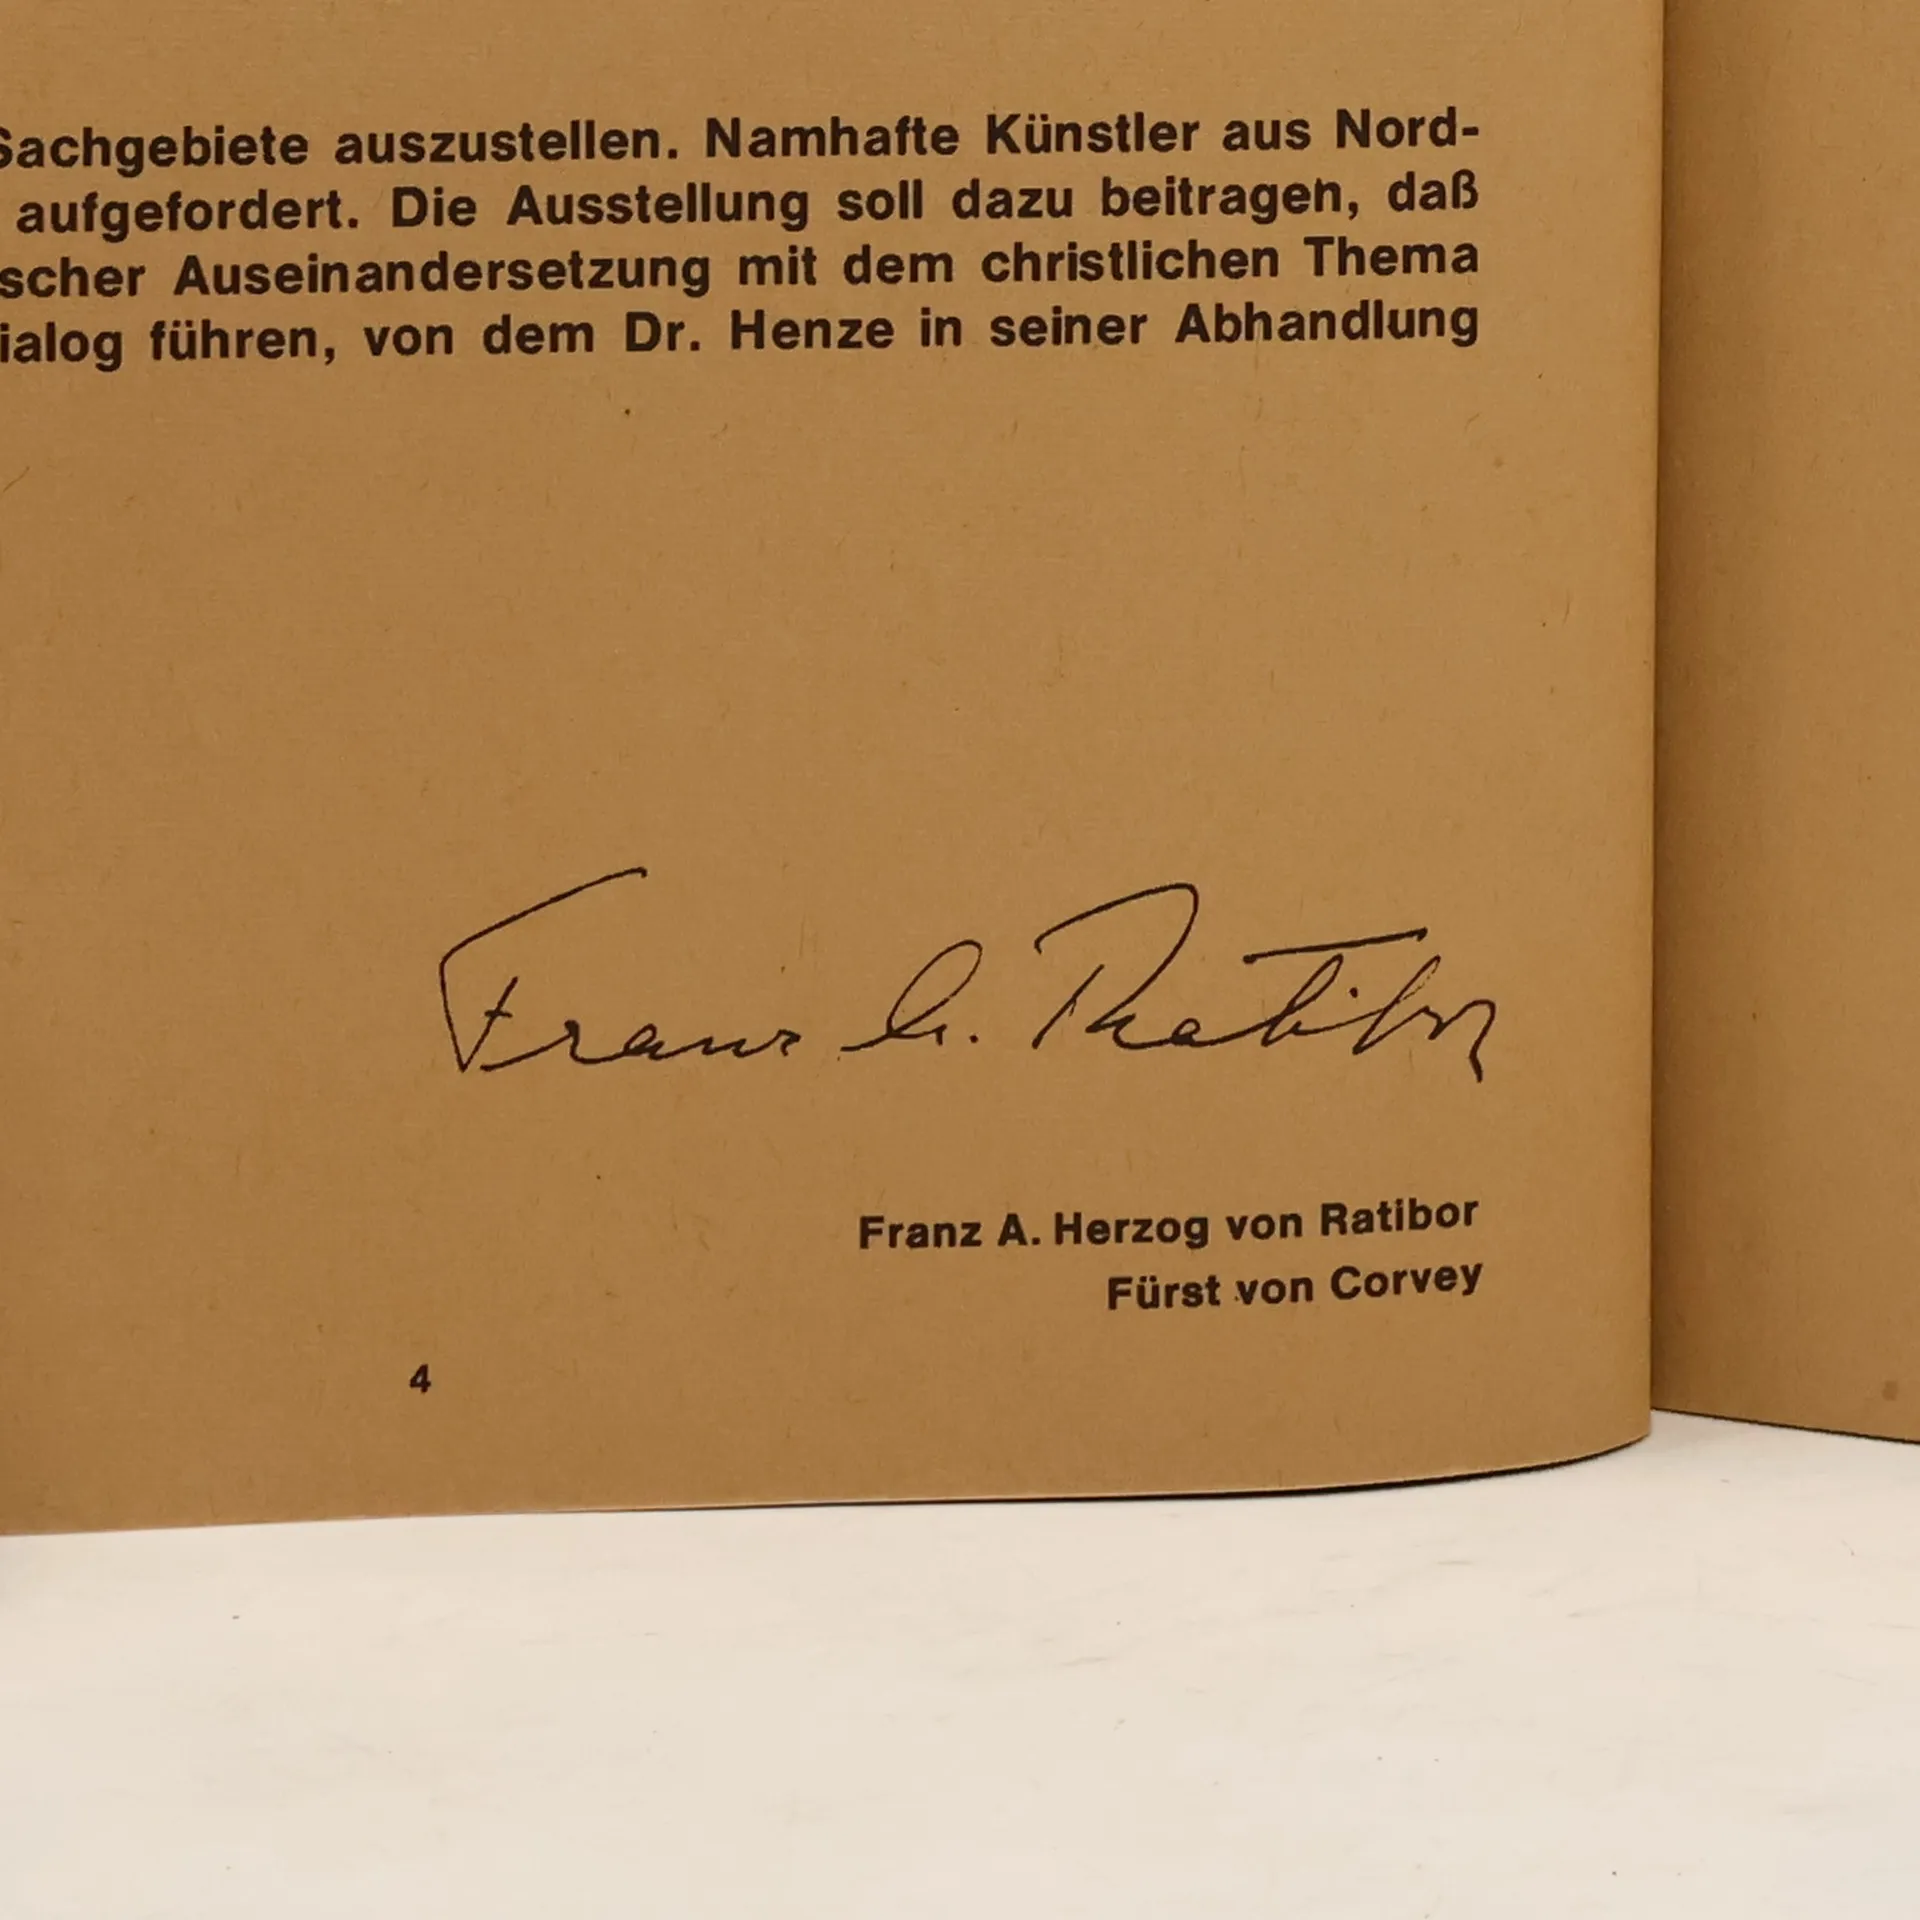 Sachgebiete auszustellen. Namhafte Künstler aus Nord-
aufgefordert. Die Ausstellung soll dazu beitragen, daß
scher Auseinandersetzung mit dem christlichen Thema
ialog führen, von dem Dr. Henze in seiner Abhandlung
Franz A. Ratibor
Franz A. Herzog von Ratibor
Fürst von Corvey
4